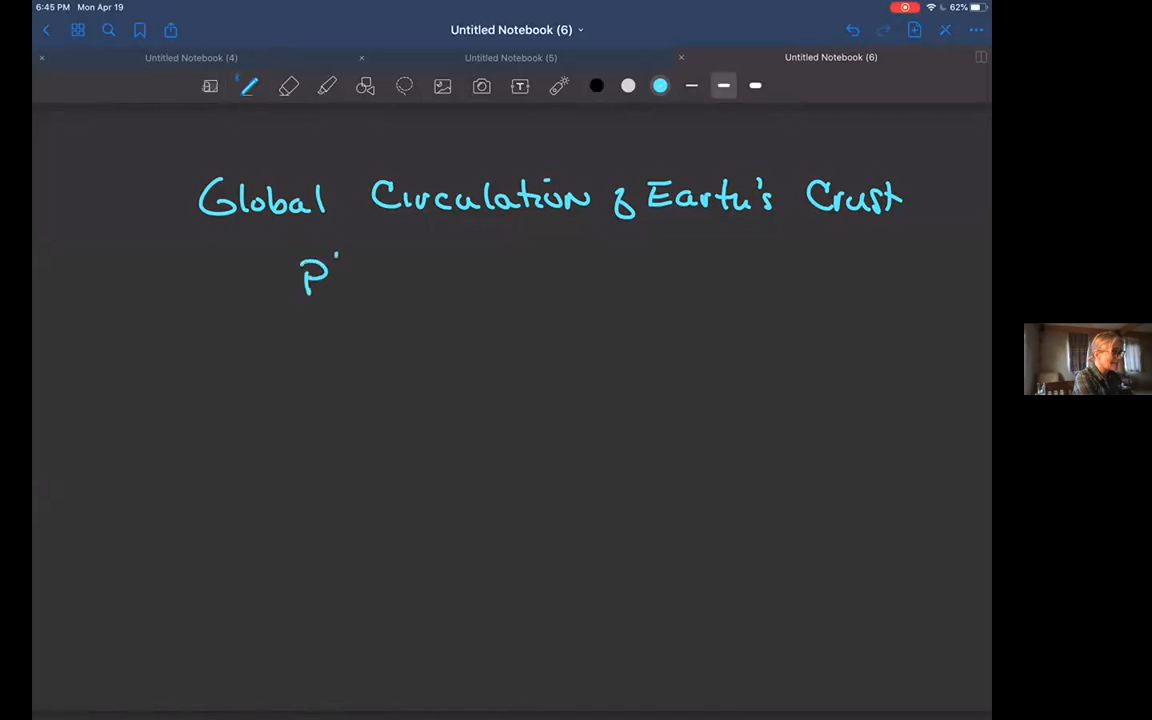 6:45 PM Mon Apr 19 62%
Untitled Notebook (6)
Untitled Notebook (4) Untitled Notebook (5) Untitled Notebook (6)
Global Circulation of Earth's Crust
P